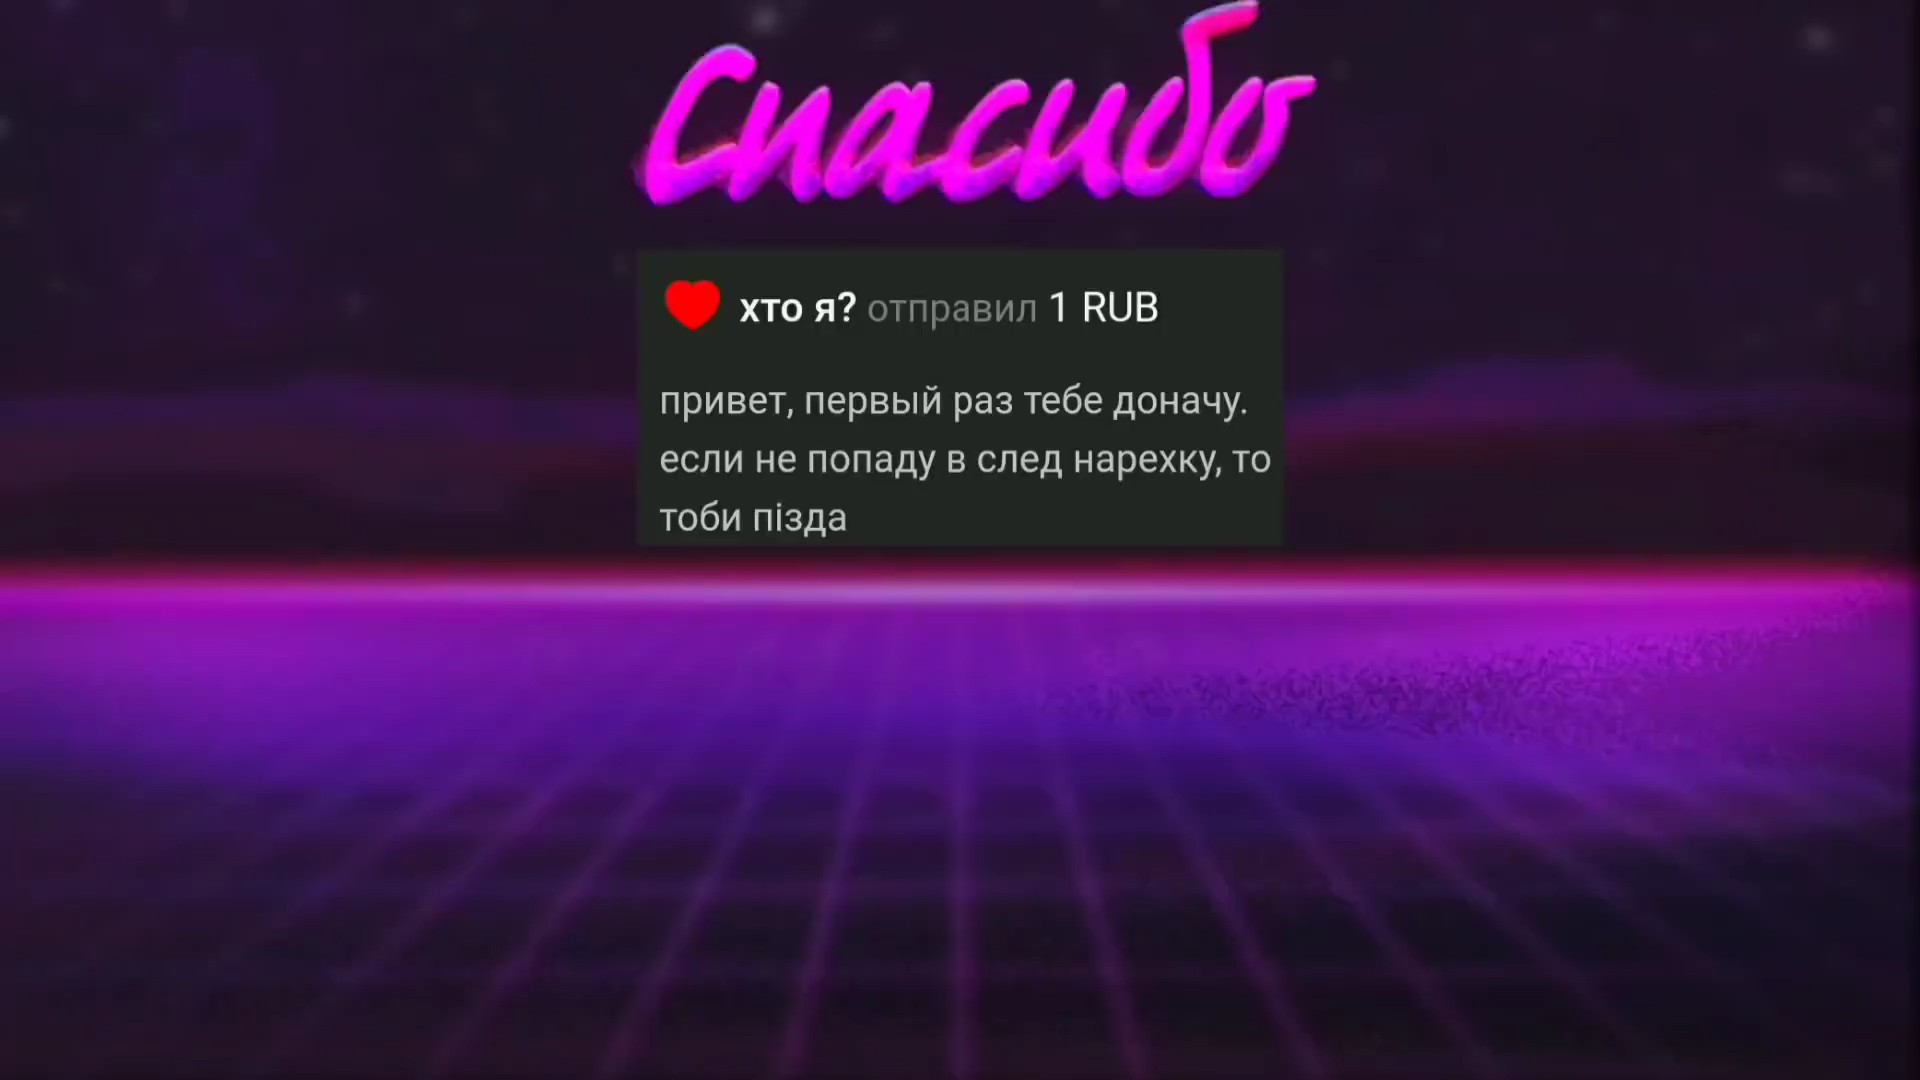 Спасибо
хто я? отправил 1 RUB
привет, первый раз тебе доначу.
если не попаду в след нарехку, то
тоби пізда